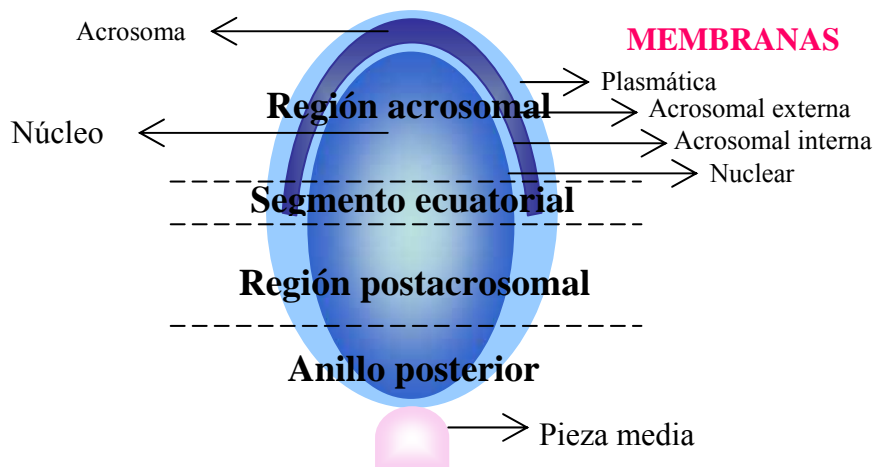 Acrosoma
MEMBRANAS
Plasmática
Región acrosomal
Acrosomal externa
Núcleo
Acrosomal interna
Nuclear
Segmento ecuatorial
Región postacrosomal
Anillo posterior
Pieza media